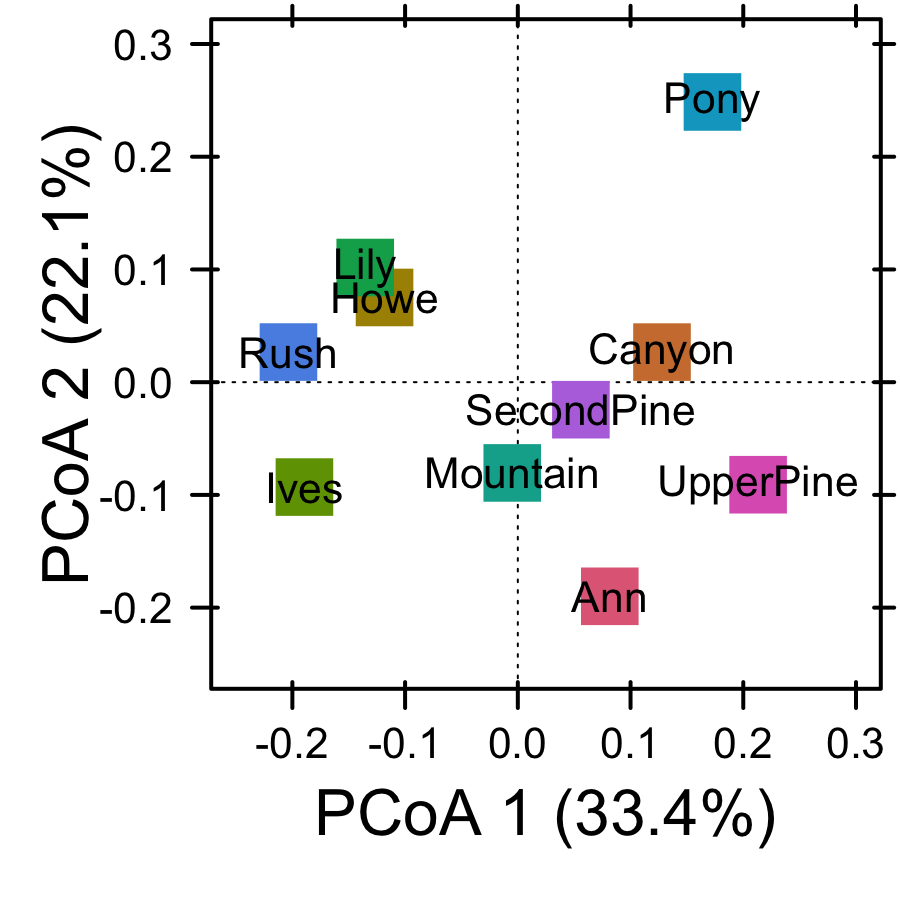 0.3
0.2
0.1
0.0
-0.1
-0.2
PCoA 2 (22.1%)
Pony
Lily
Howe
Rush
Canyon
SecondPine
Mountain
UpperPine
Ives
Ann
-0.2 -0.1 0.0 0.1 0.2 0.3
PCoA 1 (33.4%)